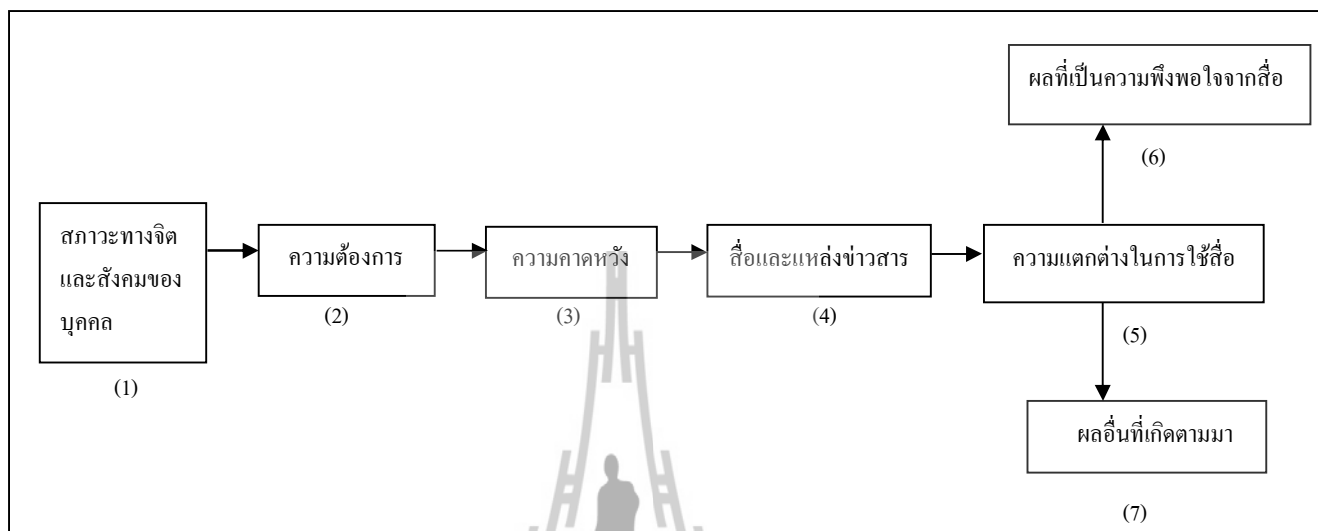 สภาวะทางจิต
และสังคมของ
บุคคล
(1)
ความต้องการ
(2)
ความคาดหวัง
(3)
สื่อและแหล่งข่าวสาร
(4)
ความแตกต่างในการใช้สื่อ
(5)
ผลที่เป็นความพึงพอใจจากสื่อ
(6)
ผลอื่นที่เกิดตามมา
(7)